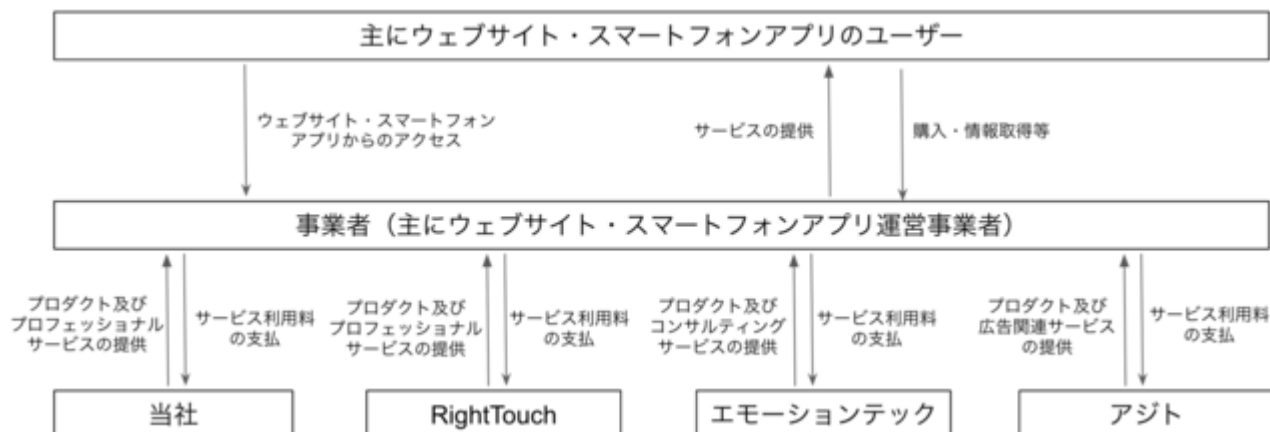 主にウェブサイト・スマートフォンアプリのユーザー
ウェブサイト・スマートフォン
アプリからのアクセス
サービスの提供
購入・情報取得等
事業者（主にウェブサイト・スマートフォンアプリ運営事業者）
プロダクト及び
プロフェッショナル
サービスの提供
サービス利用料
の支払
プロダクト及び
プロフェッショナル
サービスの提供
サービス利用料
の支払
プロダクト及び
コンサルティング
サービスの提供
サービス利用料
の支払
プロダクト及び
広告関連サービス
の提供
サービス利用料
の支払
当社
RightTouch
エモーションテック
アジト